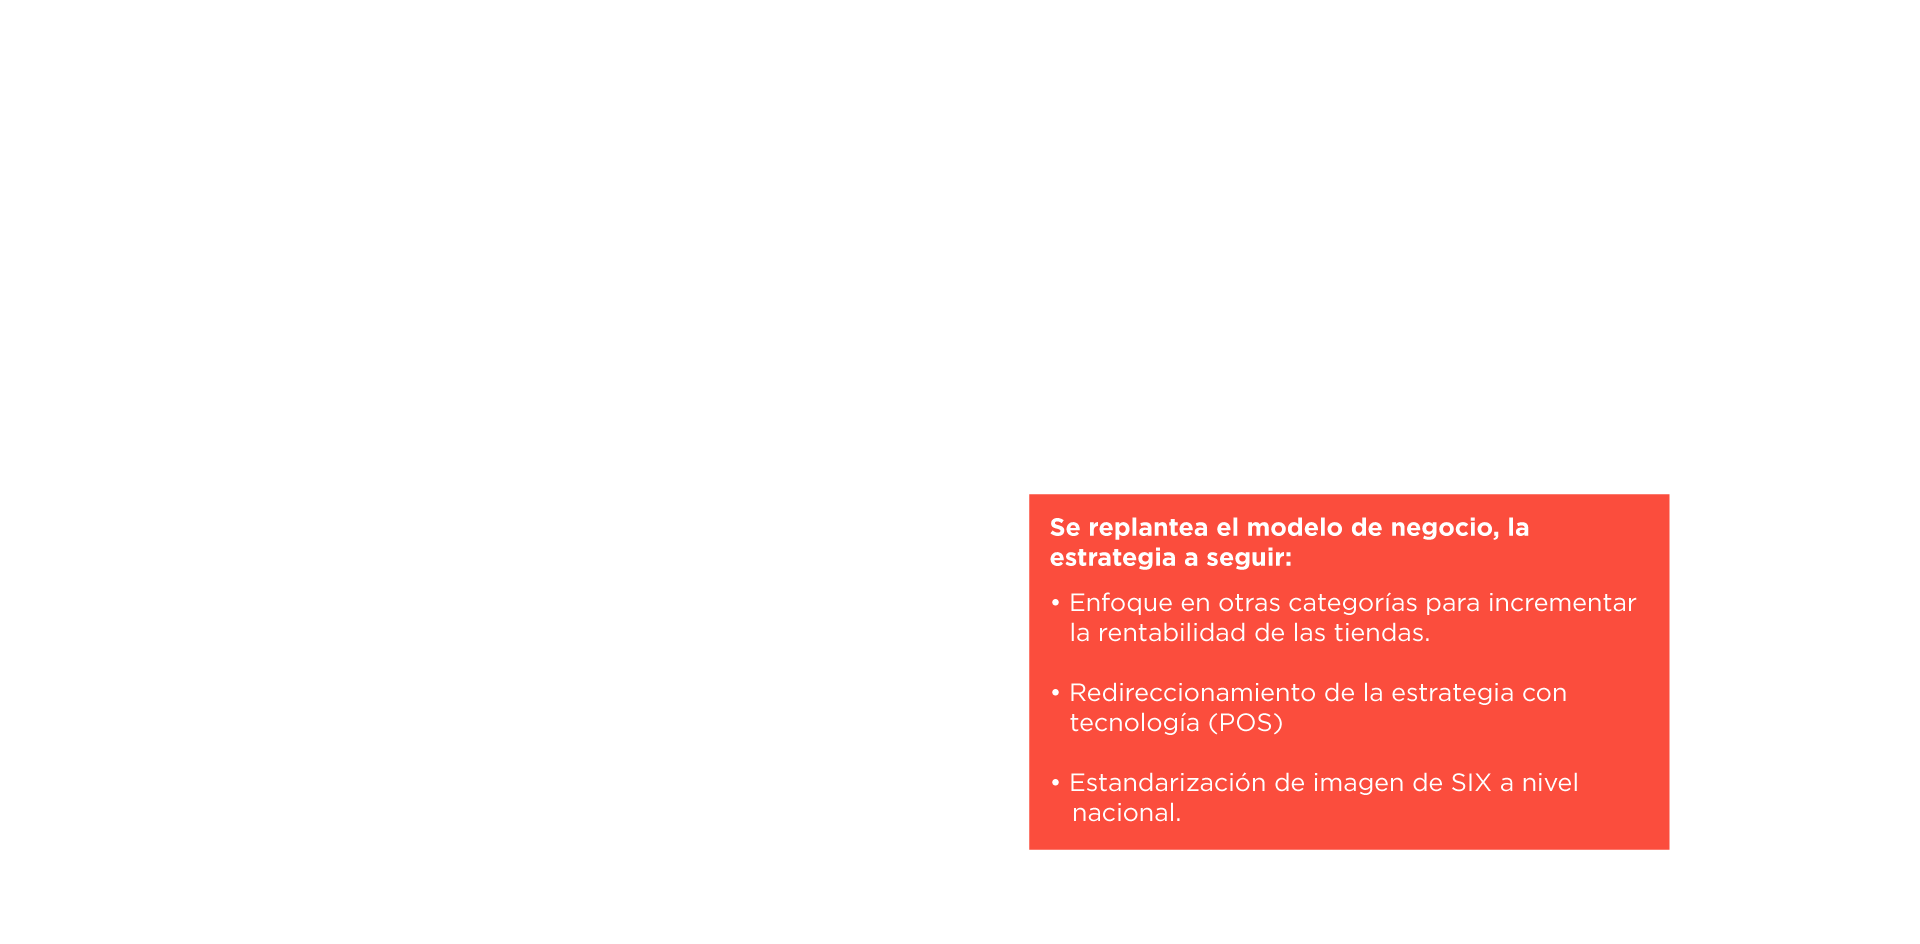 Se replantea el modelo de negocio, la
estrategia a seguir:
• Enfoque en otras categorías para incrementar
la rentabilidad de las tiendas.
• Redireccionamiento de la estrategia con
tecnología (POS)
• Estandarización de imagen de SIX a nivel
nacional.